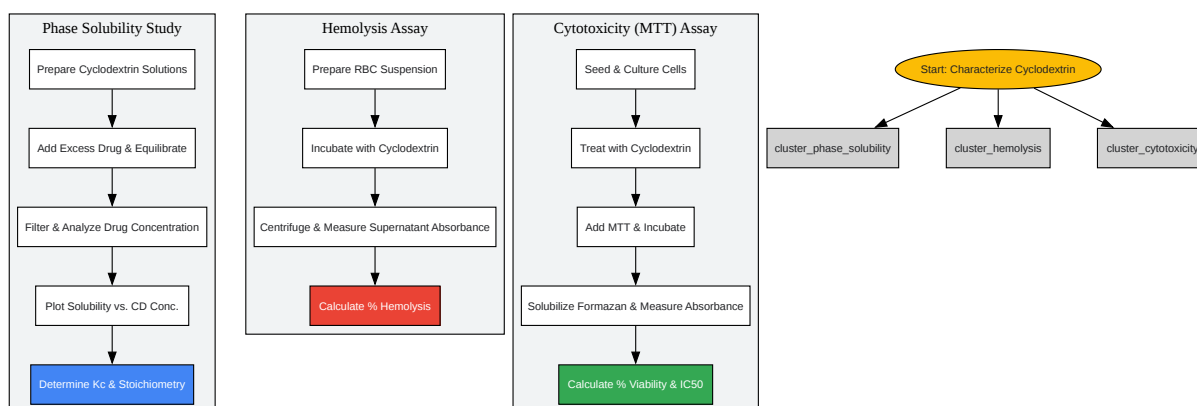 Phase Solubility Study
Prepare Cyclodextrin Solutions
Add Excess Drug & Equilibrate
Filter & Analyze Drug Concentration
Plot Solubility vs. CD Conc.
Determine Kc & Stoichiometry
Hemolysis Assay
Prepare RBC Suspension
Incubate with Cyclodextrin
Centrifuge & Measure Supernatant Absorbance
Calculate % Hemolysis
Cytotoxicity (MTT) Assay
Seed & Culture Cells
Treat with Cyclodextrin
Add MTT & Incubate
Solubilize Formazan & Measure Absorbance
Calculate % Viability & IC50
Start: Characterize Cyclodextrin
cluster_phase_solubility
cluster_hemolysis
cluster_cytotoxicity